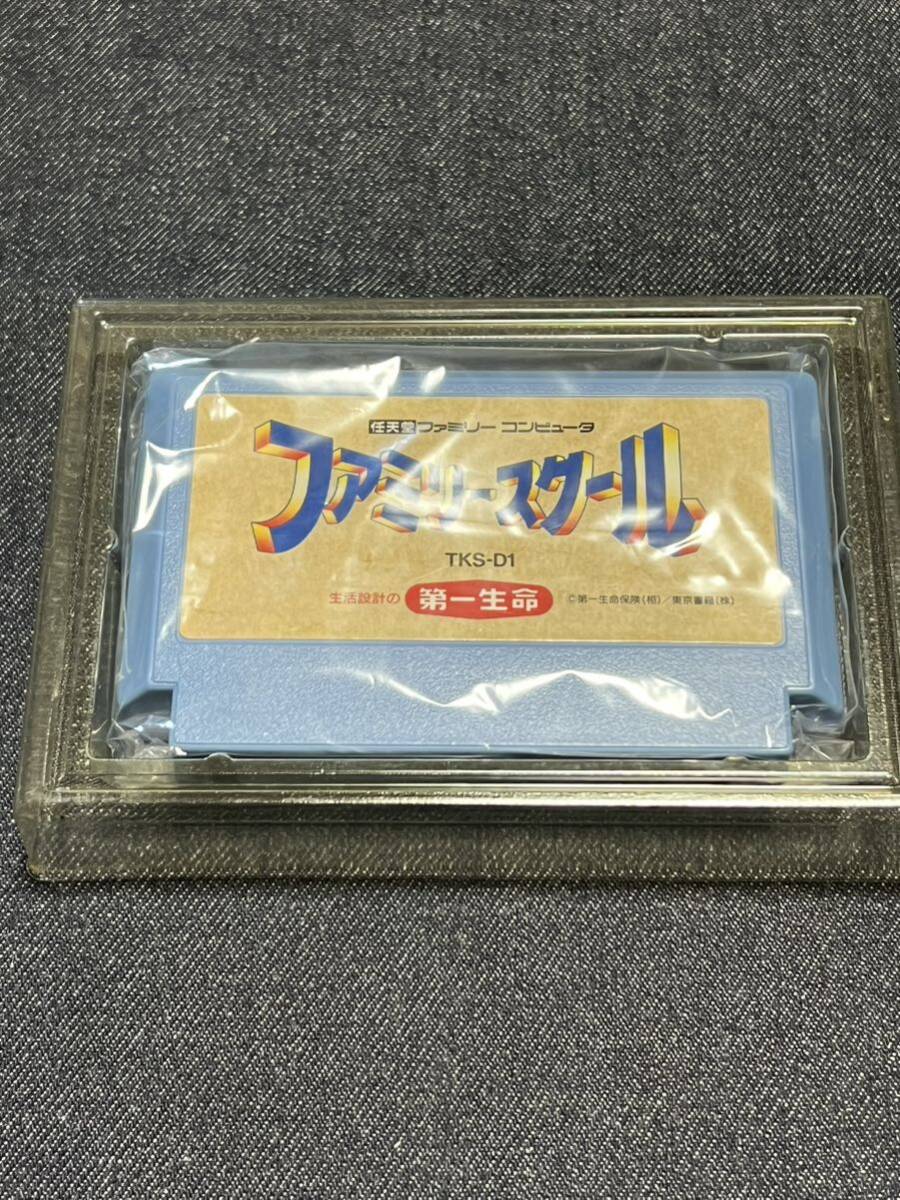 任天堂ファミリー コンピュータ
ファミリースクール
TKS-D1
生活設計の 第一生命 ©第一生命保険(相)/東京書籍(株)